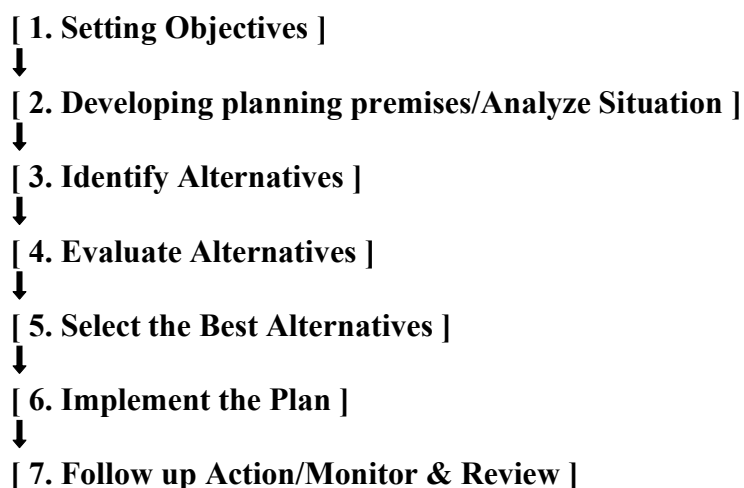 [ 1. Setting Objectives ]
[ 2. Developing planning premises/Analyze Situation ]
[ 3. Identify Alternatives ]
[ 4. Evaluate Alternatives ]
[ 5. Select the Best Alternatives ]
[ 6. Implement the Plan ]
[ 7. Follow up Action/Monitor & Review ]